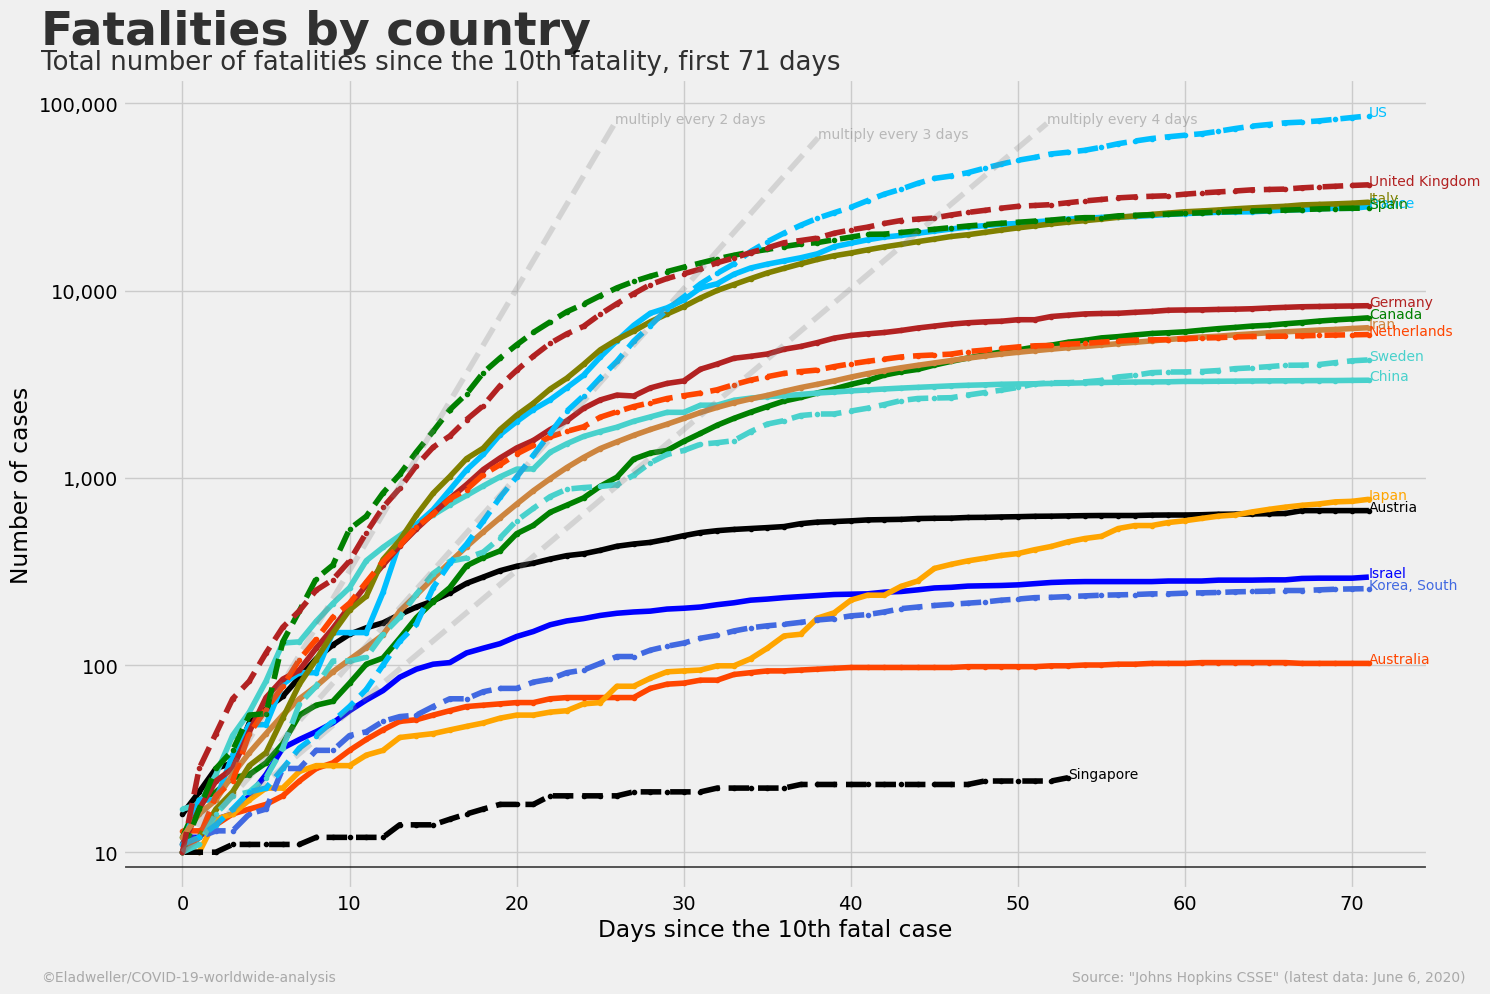 Fatalities by country
Total number of fatalities since the 10th fatality, first 71 days
100,000
10,000
1,000
100
10
Number of cases
multiply every 2 days
multiply every 3 days
multiply every 4 days
US
United Kingdom
Italy
France
Spain
Germany
Canada
Iran
Netherlands
Sweden
China
Japan
Austria
Israel
Korea, South
Australia
Singapore
0 10 20 30 40 50 60 70
Days since the 10th fatal case
©Eladweller/COVID-19-worldwide-analysis
Source: "Johns Hopkins CSSE" (latest data: June 6, 2020)